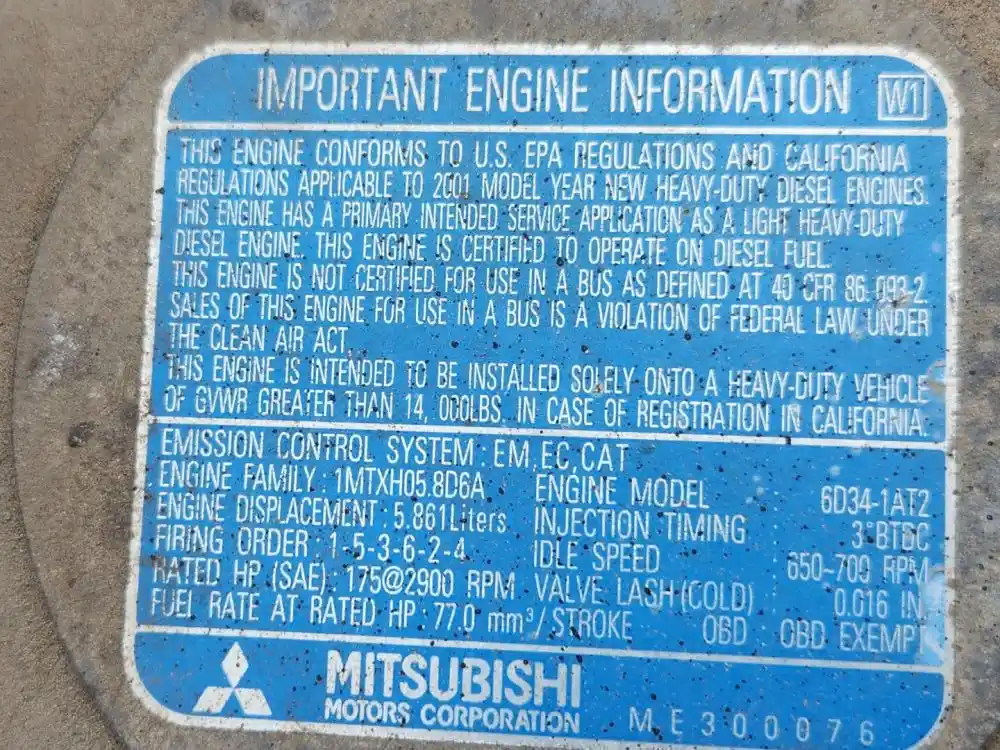 IMPORTANT ENGINE INFORMATION W1
THIS ENGINE CONFORMS TO U.S. EPA REGULATIONS AND CALIFORNIA
REGULATIONS APPLICABLE TO 2001 MODEL YEAR NEW HEAVY-DUTY DIESEL ENGINES.
THIS ENGINE HAS A PRIMARY INTENDED SERVICE APPLICATION AS A LIGHT HEAVY-DUTY
DIESEL ENGINE. THIS ENGINE IS CERTIFIED TO OPERATE ON DIESEL FUEL.
THIS ENGINE IS NOT CERTIFIED FOR USE IN A BUS AS DEFINED AT 40 CFR 86.093-2.
SALES OF THIS ENGINE FOR USE IN A BUS IS A VIOLATION OF FEDERAL LAW UNDER
THE CLEAN AIR ACT.
THIS ENGINE IS INTENDED TO BE INSTALLED SOLELY ONTO A HEAVY-DUTY VEHICLE
OF GVWR GREATER THAN 14,000LBS. IN CASE OF REGISTRATION IN CALIFORNIA.
EMISSION CONTROL SYSTEM : EM,EC,CAT
ENGINE FAMILY : 1MTXH05.8D6A ENGINE MODEL 6D34-1AT2
ENGINE DISPLACEMENT : 5.861Liters INJECTION TIMING 3°BTDC
FIRING ORDER : 1-5-3-6-2-4 IDLE SPEED 650~700 RPM
RATED HP (SAE) : 175@2900 RPM VALVE LASH(COLD) 0.016 IN
FUEL RATE AT RATED HP : 77.0 mm³/STROKE OBD : OBD EXEMPT
MITSUBISHI
MOTORS CORPORATION ME300076